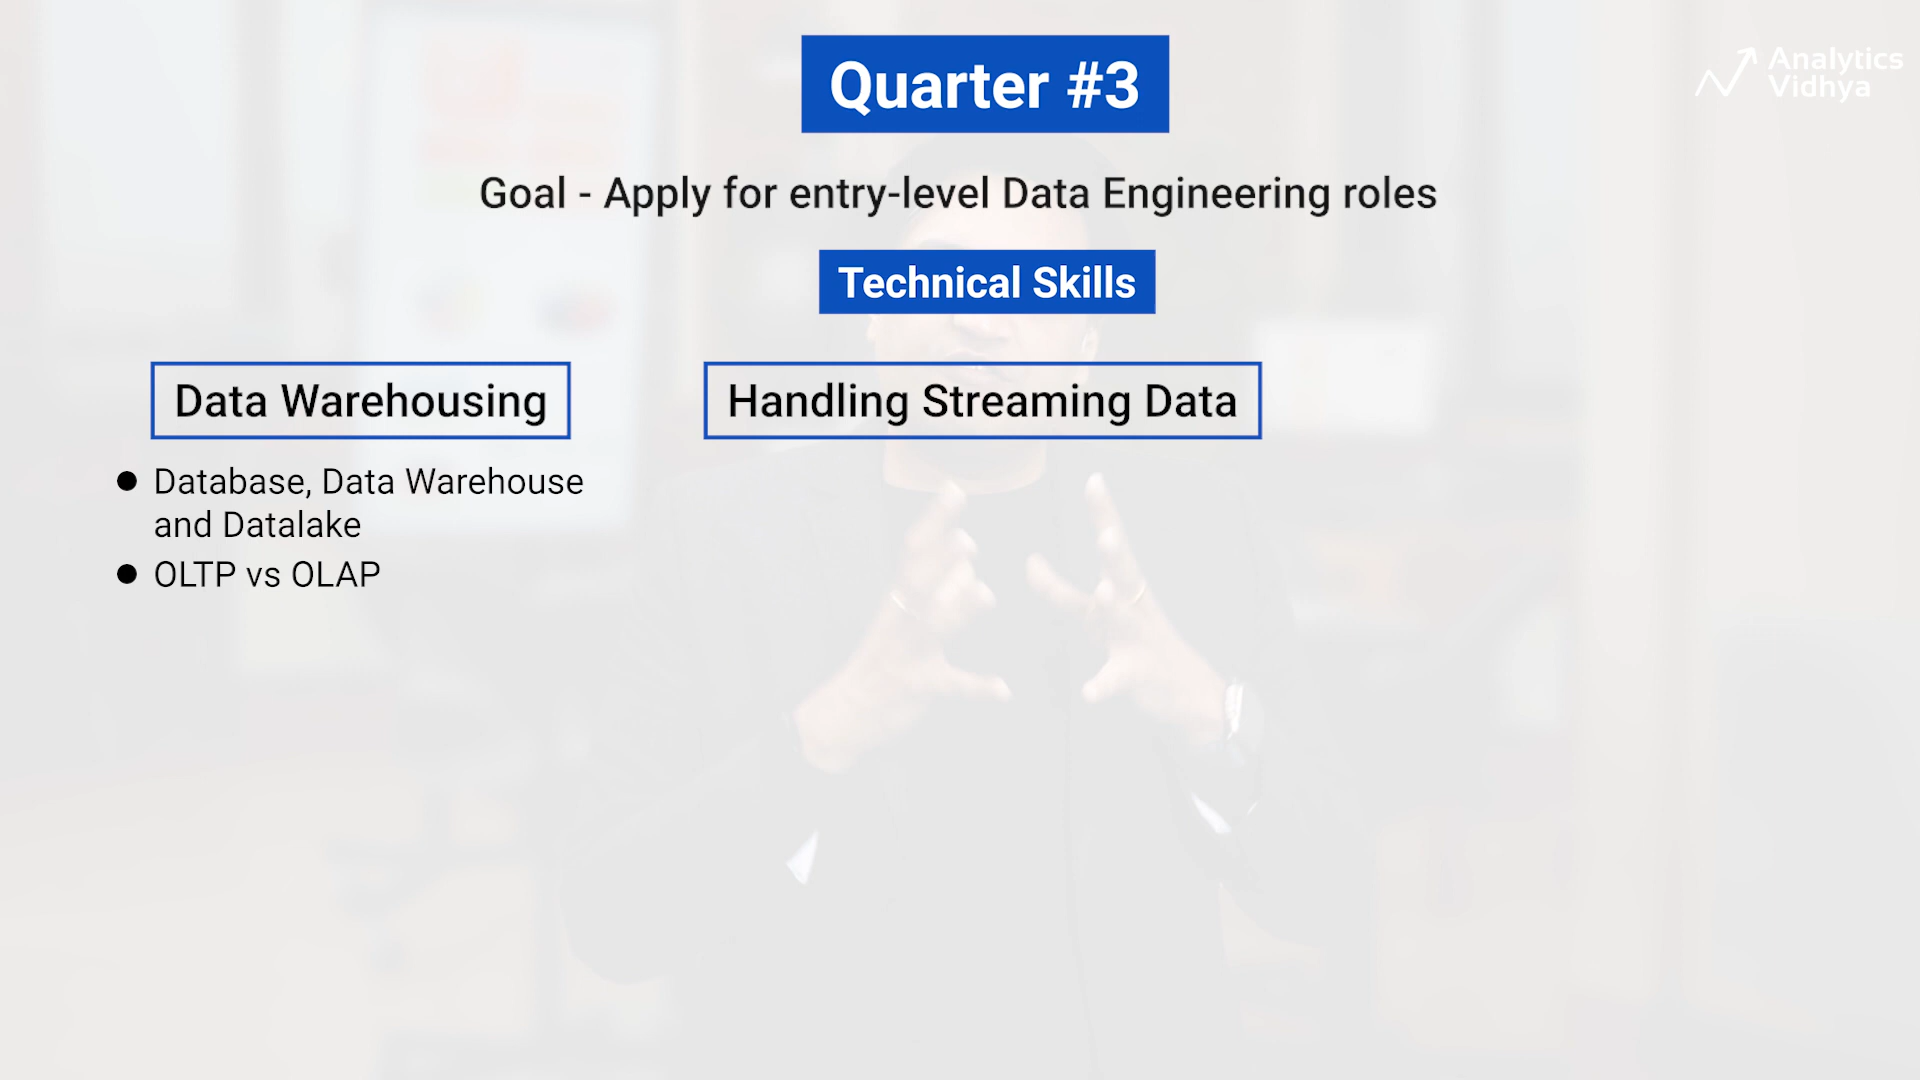 Quarter #3
Analytics
Vidhya
Goal - Apply for entry-level Data Engineering roles
Technical Skills
Data Warehousing
Handling Streaming Data
Database, Data Warehouse
and Datalake
OLTP vs OLAP